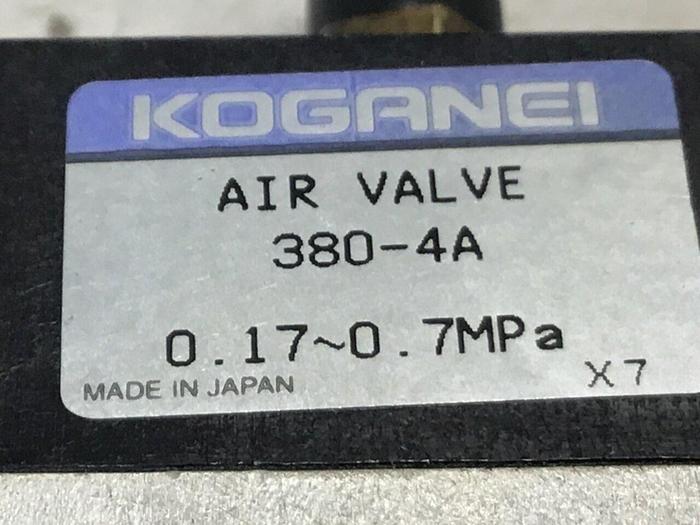 KOGANEI
AIR VALVE
380-4A
0.17~0.7MPa
X7
MADE IN JAPAN